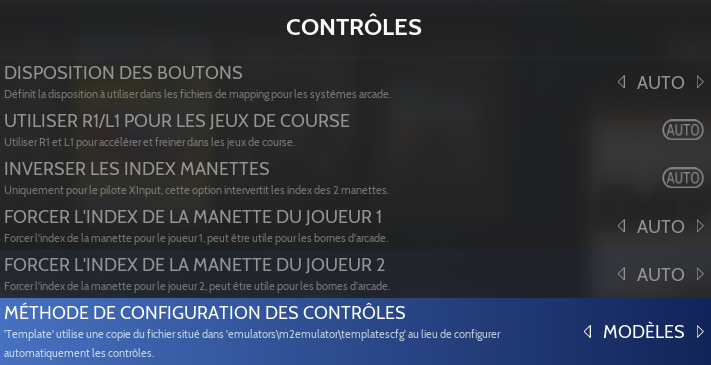 CONTRÔLES
DISPOSITION DES BOUTONS
AUTO
Définit la disposition à utiliser dans les fichiers de mapping pour les systèmes arcade.
UTILISER R1/L1 POUR LES JEUX DE COURSE
AUTO
Utiliser R1 et L1 pour accélérer et freiner dans les jeux de course.
INVERSER LES INDEX MANETTES
AUTO
Uniquement pour le pilote XInput, cette option intervertit les index des 2 manettes.
FORCER L'INDEX DE LA MANETTE DU JOUEUR 1
AUTO
Forcer l'index de la manette pour le joueur 1, peut être utile pour les bornes d'arcade.
FORCER L'INDEX DE LA MANETTE DU JOUEUR 2
AUTO
Forcer l'index de la manette pour le joueur 2, peut être utile pour les bornes d'arcade.
MÉTHODE DE CONFIGURATION DES CONTRÔLES
MODÈLES
'Template' utilise une copie du fichier situé dans 'emulators\m2emulator\templatescfg' au lieu de configurer
automatiquement les contrôles.